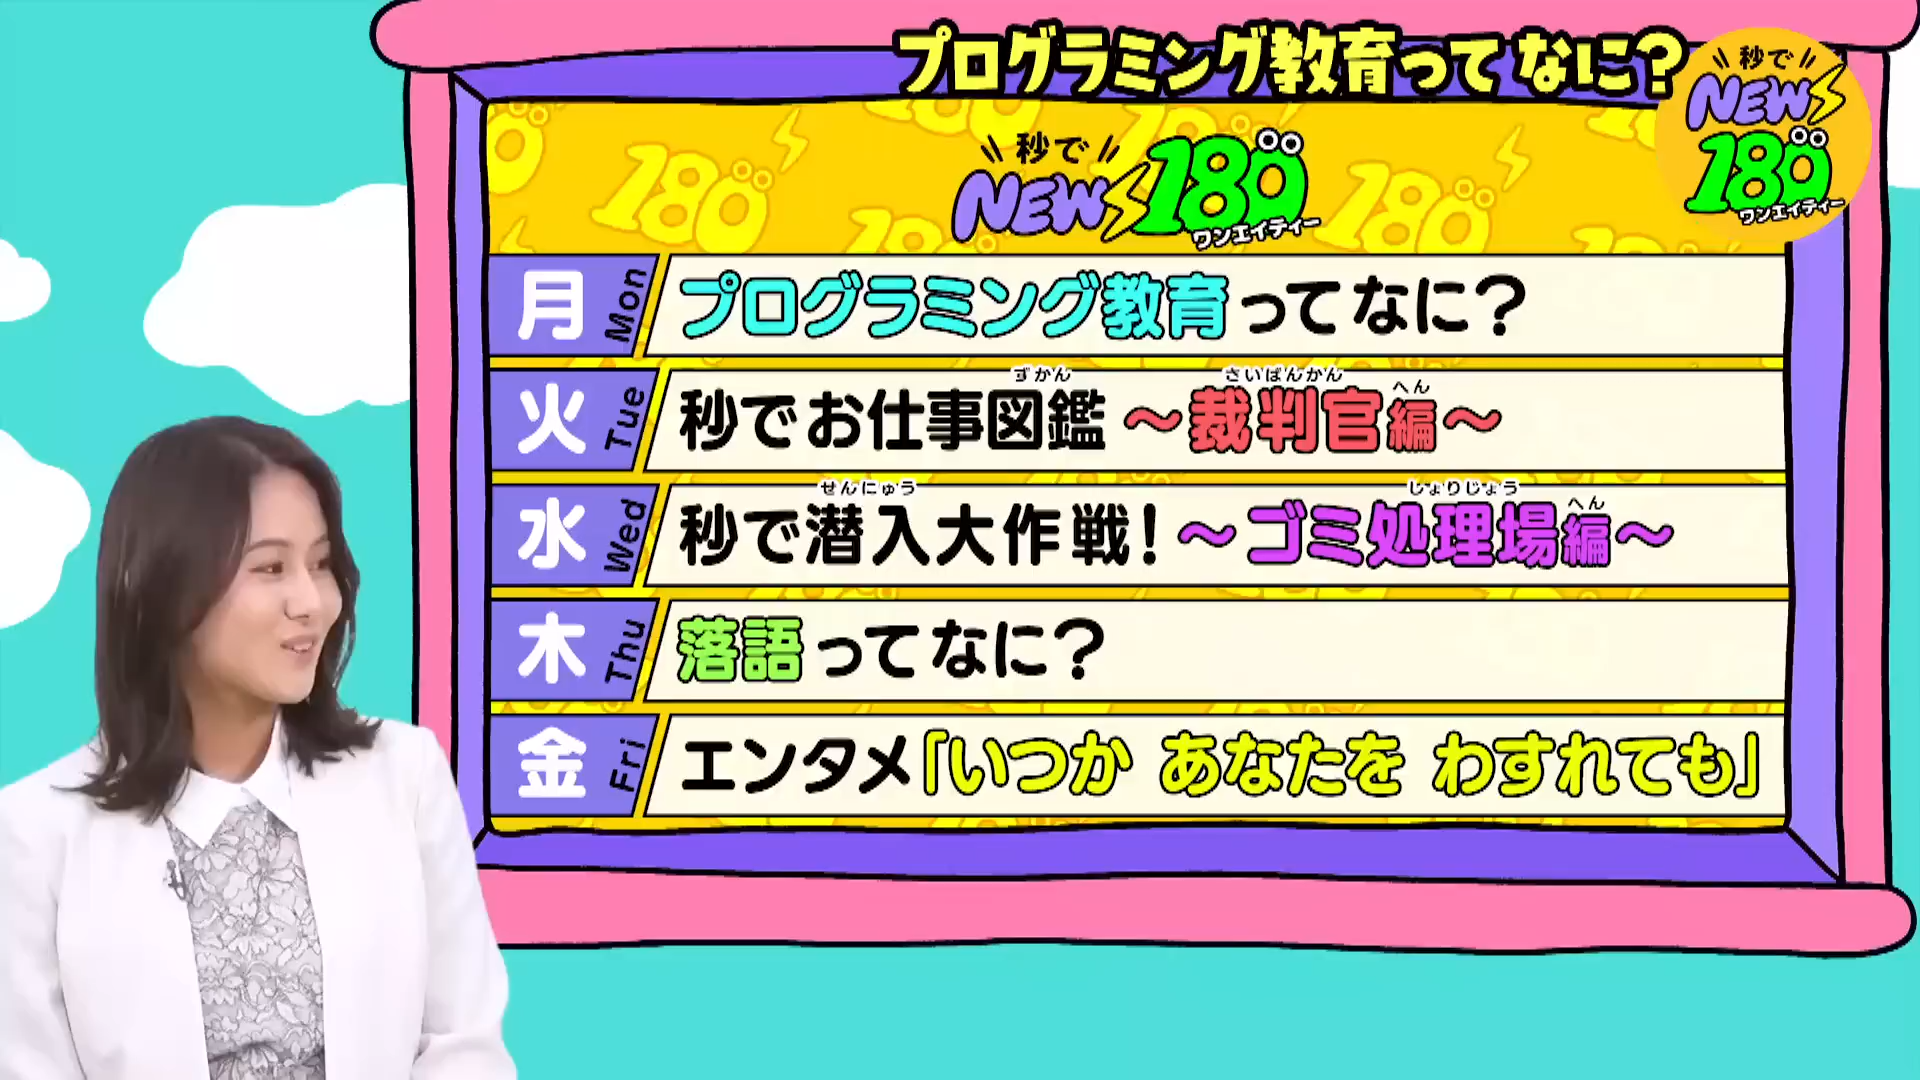 プログラミング教育ってなに?
秒で
NEWS
180
ワンエイティー
秒で
NEWS180
ワンエイティー
月 Mon プログラミング教育ってなに?
ずかん さいばんかん へん
火 Tue 秒でお仕事図鑑 ~裁判官編~
せんにゅう しょりじょう へん
水 Wed 秒で潜入大作戦! ~ゴミ処理場編~
木 Thu 落語ってなに?
金 Fri エンタメ「いつか あなたを わすれても」